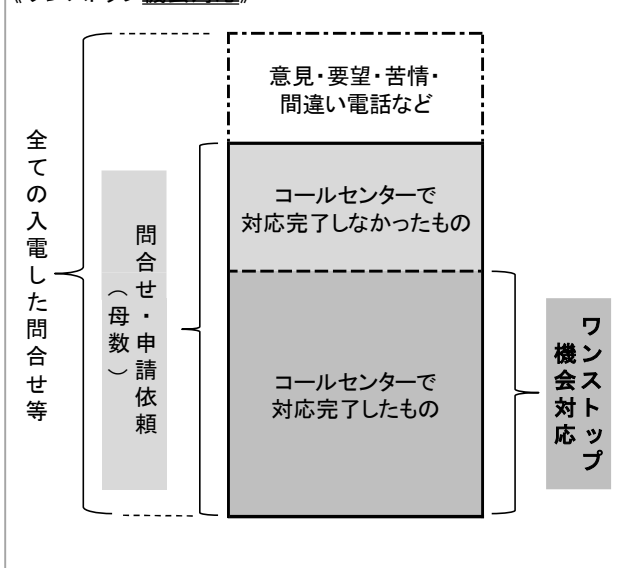 《ワンストップ機会対応》
意見・要望・苦情・
間違い電話など
全ての入電した問合せ等
問合せ・申請依頼
（母数）
コールセンターで
対応完了しなかったもの
コールセンターで
対応完了したもの
ワンストップ
機会対応